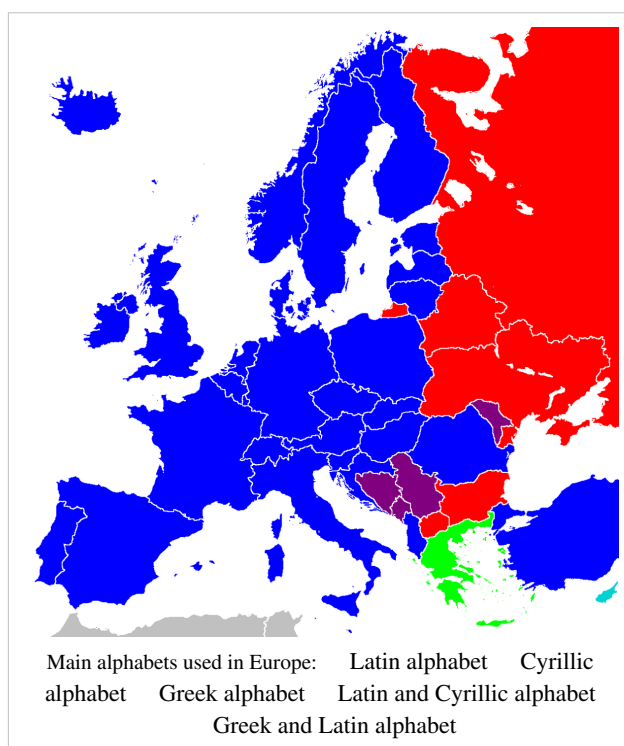 Main alphabets used in Europe: Latin alphabet Cyrillic
alphabet Greek alphabet Latin and Cyrillic alphabet
Greek and Latin alphabet